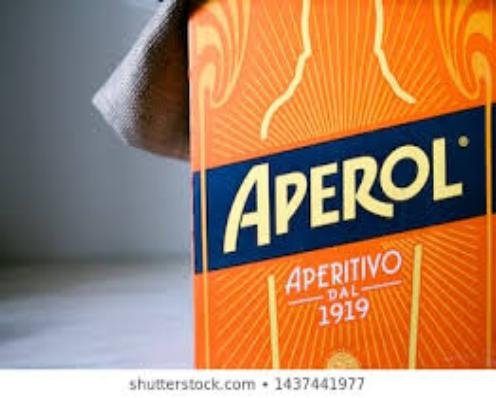 APEROL
APERITIVO
DAL
1919
shutterstock.com • 1437441977